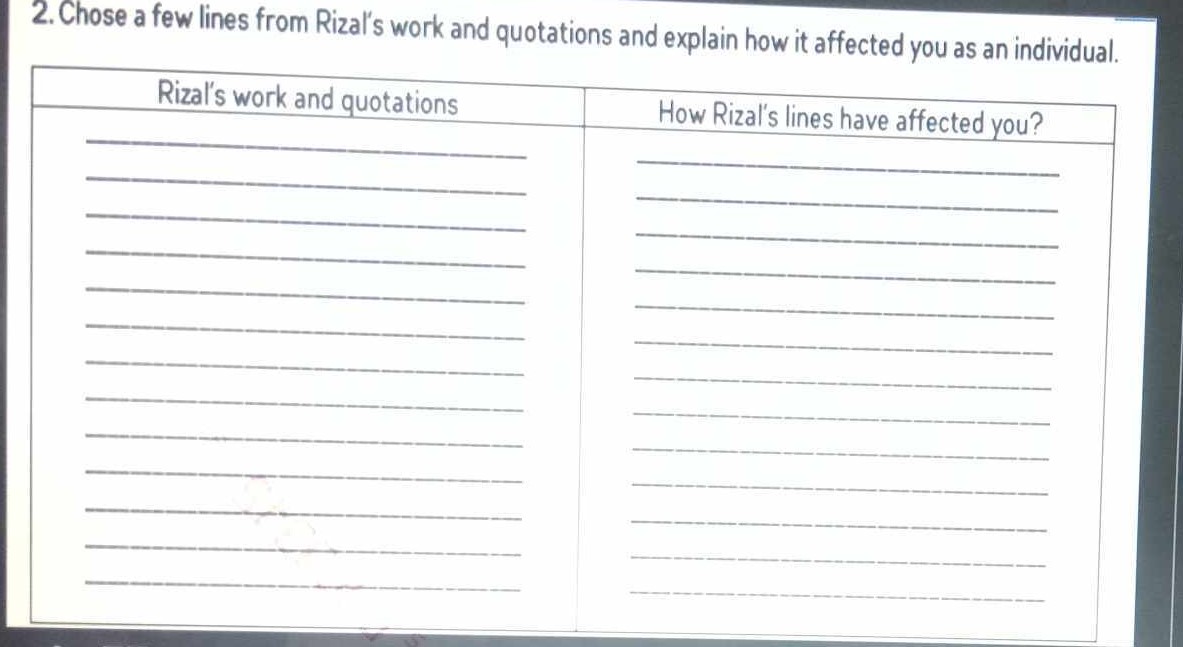 2. Chose a few lines from Rizal's work and quotations and explain how it affected you as an individual.
Rizal's work and quotations
How Rizal's lines have affected you?